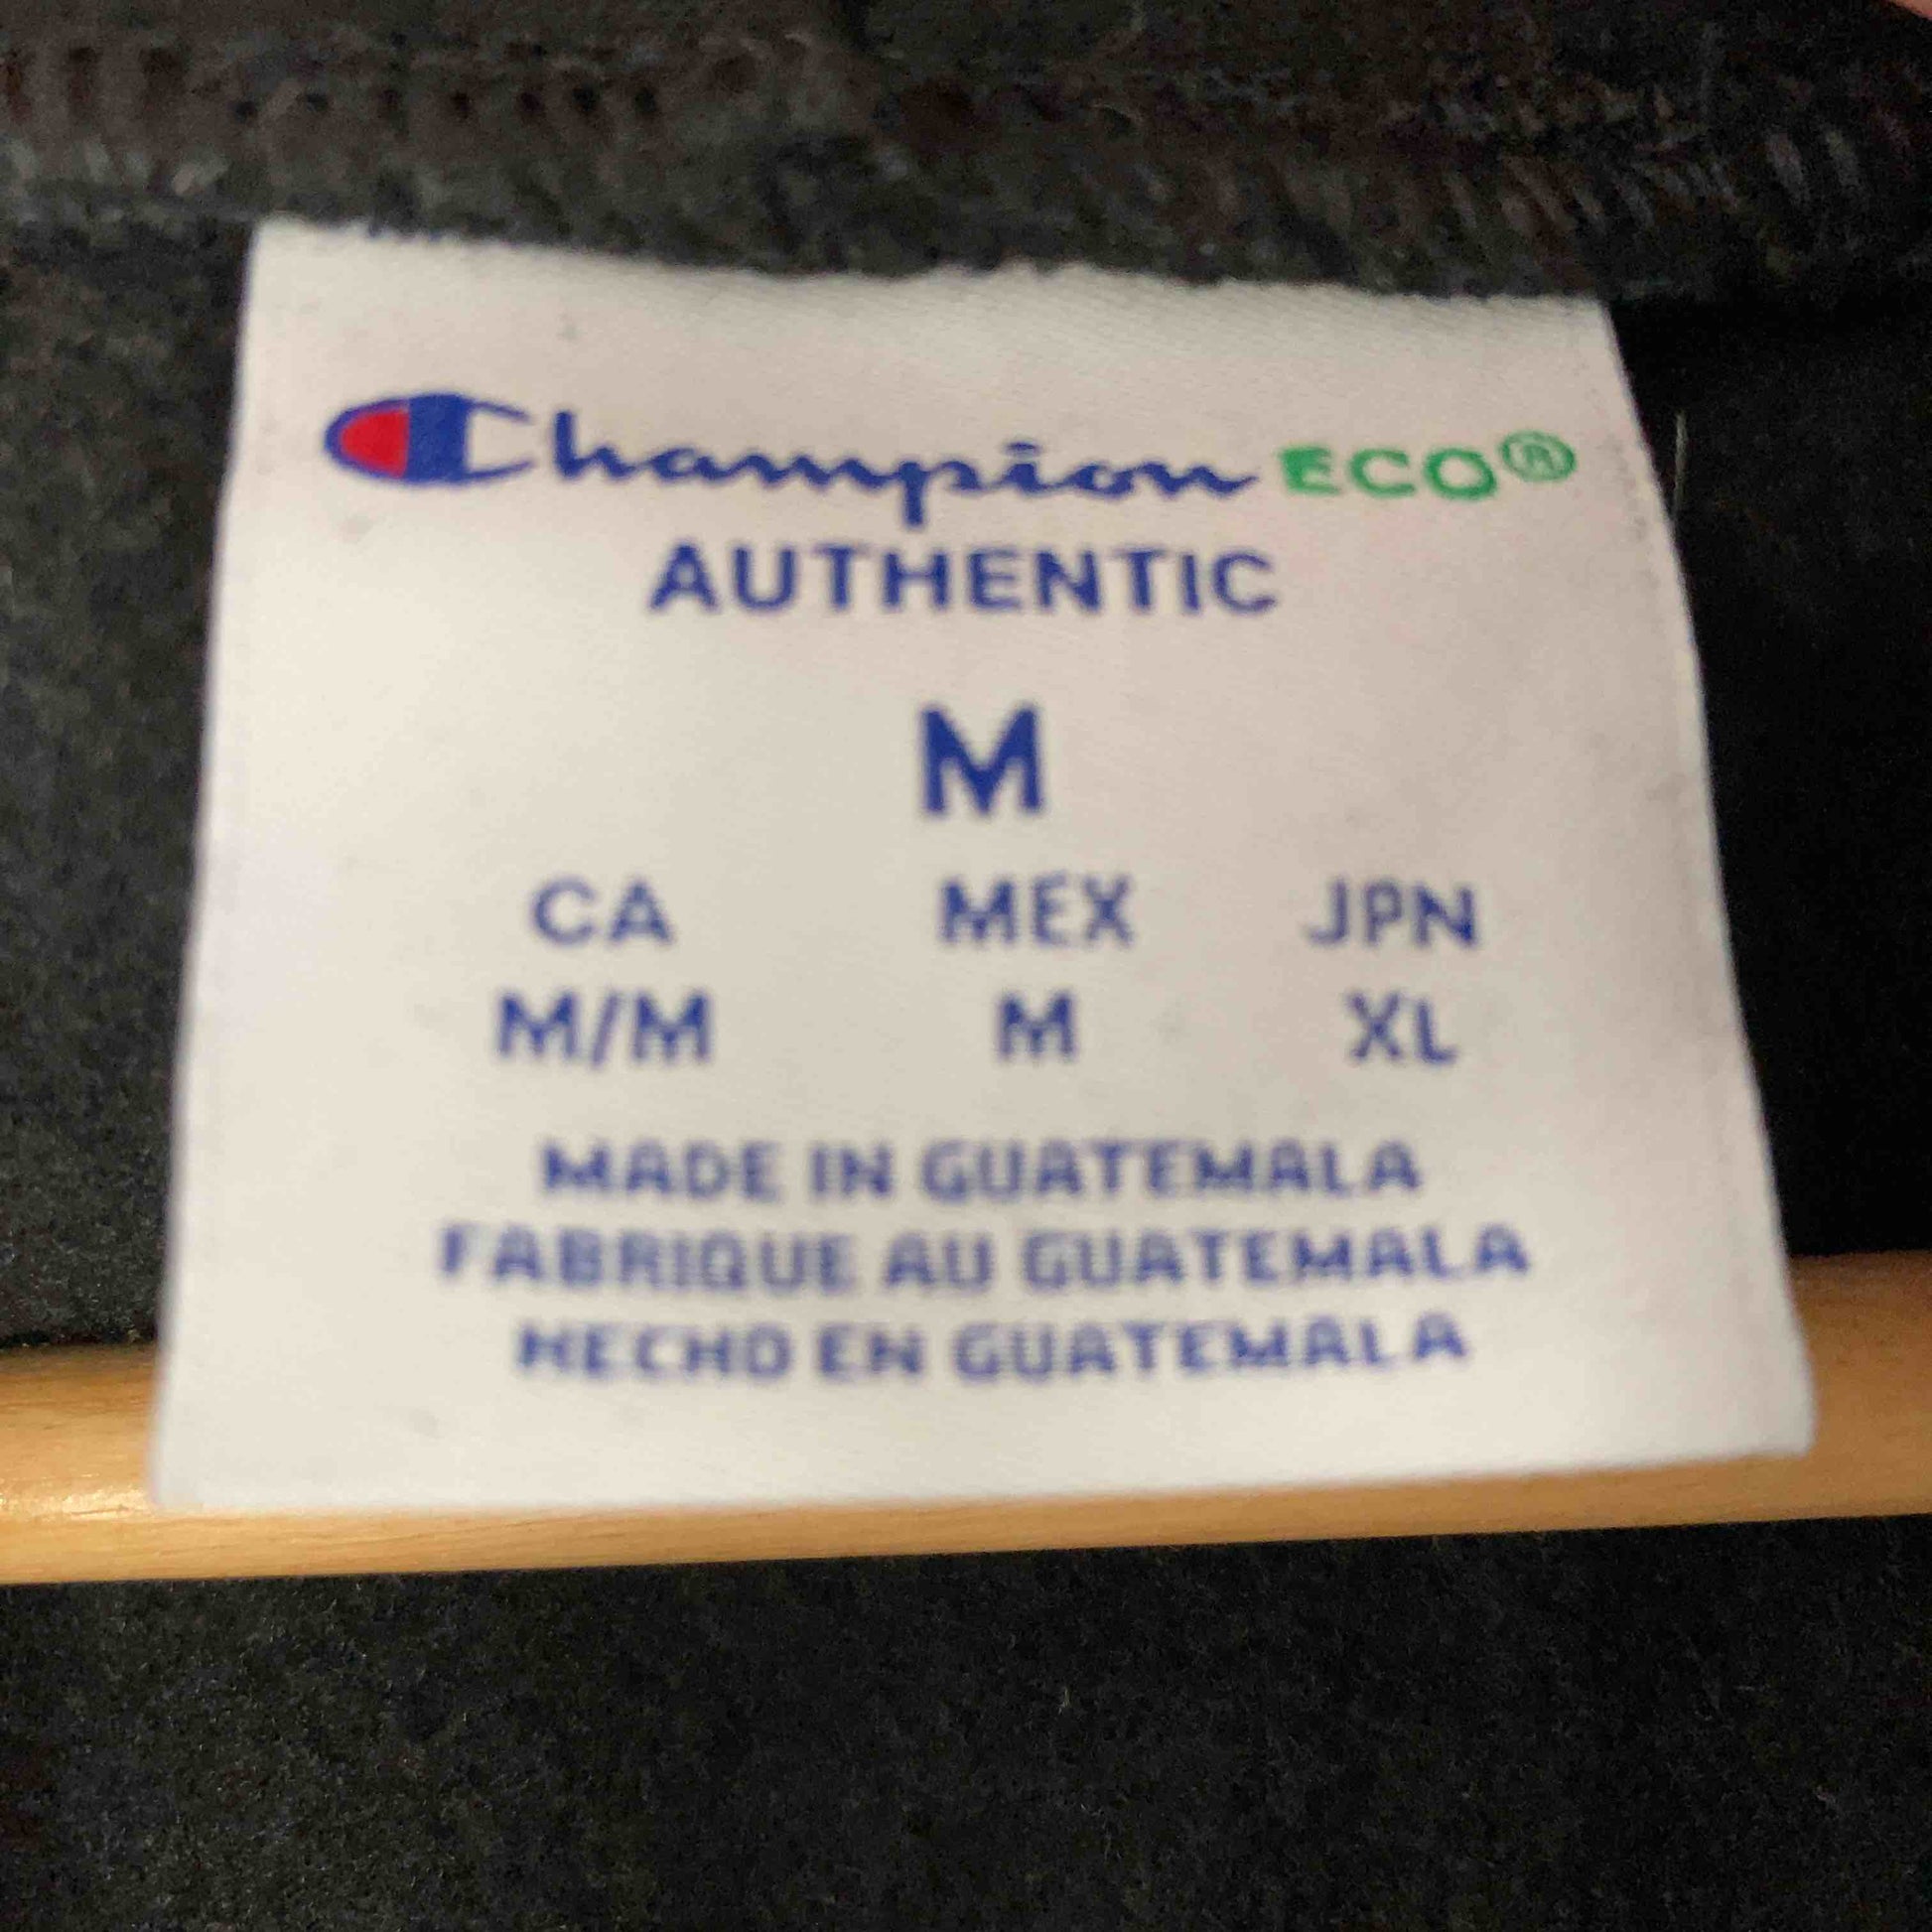 Champion ECO®
AUTHENTIC
M
CA MEX JPN
M/M M XL
MADE IN GUATEMALA
FABRIQUE AU GUATEMALA
HECHO EN GUATEMALA